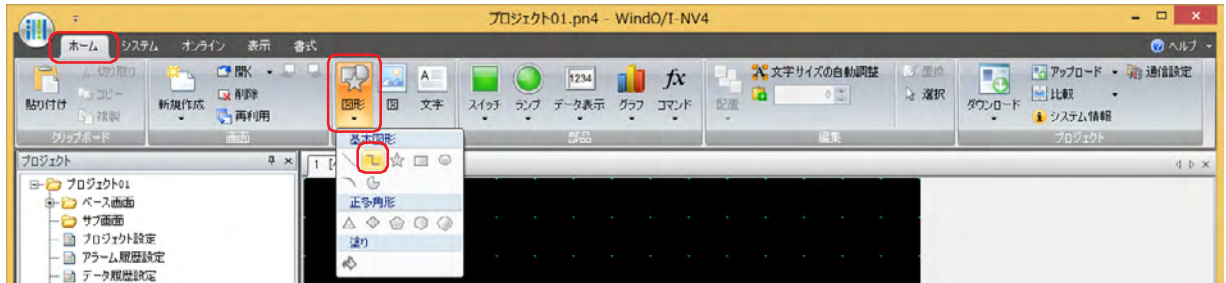 プロジェクト01.pn4 - WindO/I-NV4
ホーム システム オンライン 表示 書式 ヘルプ
貼り付け 切り取り コピー 複製
新規作成 開く 削除 再利用
図形 図 文字
スイッチ ランプ 1234 データ表示 グラフ fx コマンド
配置 文字サイズの自動調整 0 置換 選択
ダウンロード アップロード 比較 システム情報 通信設定
クリップボード 画面 部品 編集 プロジェクト
基本図形
正多角形
塗り
プロジェクト
1
プロジェクト01
ベース画面
サブ画面
プロジェクト設定
アラーム履歴設定
データ履歴設定